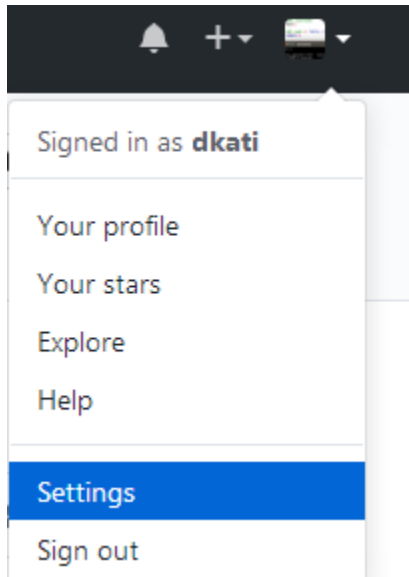 Signed in as dkati
Your profile
Your stars
Explore
Help
Settings
Sign out